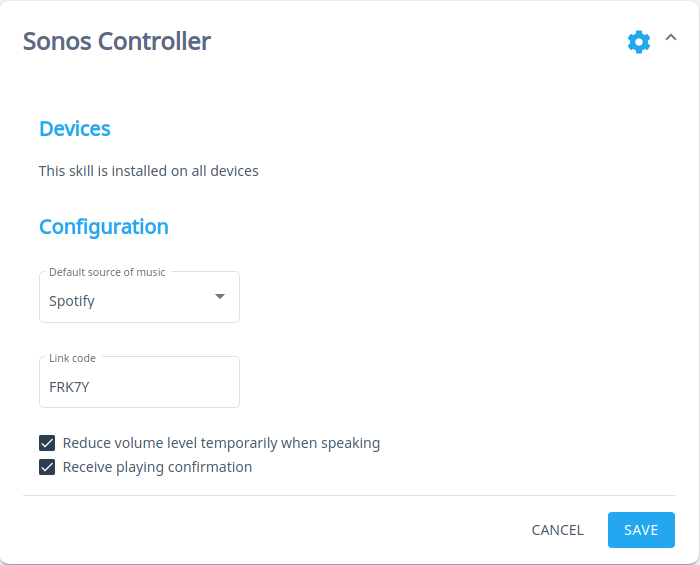 Sonos Controller
Devices
This skill is installed on all devices
Configuration
Default source of music
Spotify
Link code
FRK7Y
Reduce volume level temporarily when speaking
Receive playing confirmation
CANCEL
SAVE